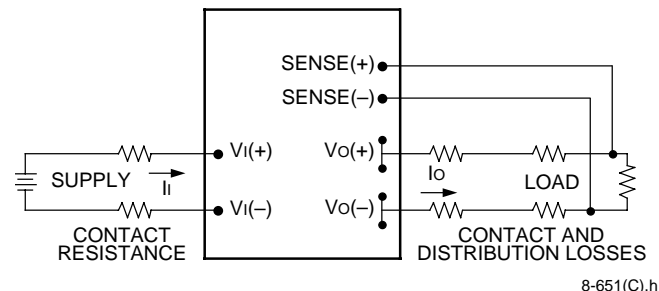 SENSE(+)
SENSE(–)
VI(+)
VO(+)
IO
SUPPLY
II
LOAD
VI(–)
VO(–)
CONTACT
RESISTANCE
CONTACT AND
DISTRIBUTION LOSSES
8-651(C).h